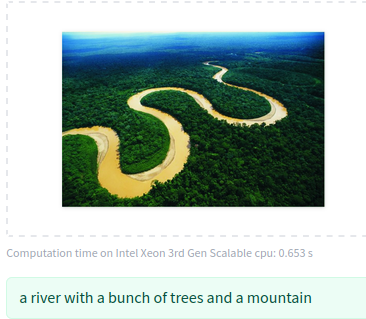 Computation time on Intel Xeon 3rd Gen Scalable cpu: 0.653 s
a river with a bunch of trees and a mountain